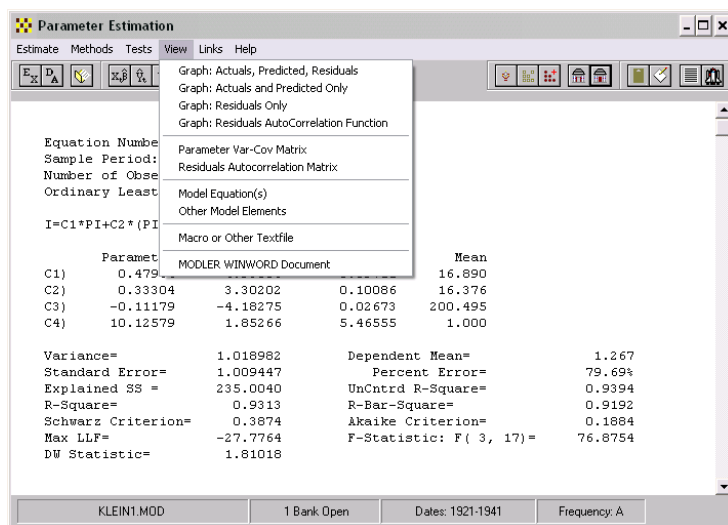 Parameter Estimation
Estimate Methods Tests View Links Help
Graph: Actuals, Predicted, Residuals
Graph: Actuals and Predicted Only
Graph: Residuals Only
Graph: Residuals AutoCorrelation Function
Parameter Var-Cov Matrix
Residuals Autocorrelation Matrix
Model Equation(s)
Other Model Elements
Macro or Other Textfile
MODLER WINWORD Document
Equation Numbe
Sample Period:
Number of Obse
Ordinary Least
I=C1*PI+C2*(PI
Paramet Mean
C1) 0.479 16.890
C2) 0.33304 3.30202 0.10086 16.376
C3) -0.11179 -4.18275 0.02673 200.495
C4) 10.12579 1.85266 5.46555 1.000
Variance= 1.018982 Dependent Mean= 1.267
Standard Error= 1.009447 Percent Error= 79.69%
Explained SS = 235.0040 UnCntrd R-Square= 0.9394
R-Square= 0.9313 R-Bar-Square= 0.9192
Schwarz Criterion= 0.3874 Akaike Criterion= 0.1884
Max LLF= -27.7764 F-Statistic: F( 3, 17)= 76.8754
DW Statistic= 1.81018
KLEIN1.MOD 1 Bank Open Dates: 1921-1941 Frequency: A